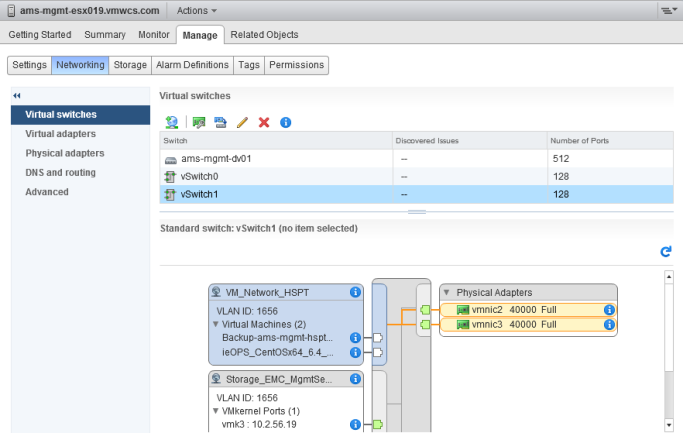 ams-mgmt-esx019.vmwcs.com Actions
Getting Started Summary Monitor Manage Related Objects
Settings Networking Storage Alarm Definitions Tags Permissions
Virtual switches
Virtual adapters
Physical adapters
DNS and routing
Advanced
Virtual switches
Switch Discovered Issues Number of Ports
ams-mgmt-dv01 -- 512
vSwitch0 -- 128
vSwitch1 -- 128
Standard switch: vSwitch1 (no item selected)
VM_Network_HSPT
VLAN ID: 1656
Virtual Machines (2)
Backup-ams-mgmt-hspt...
ieOPS_CentOSx64_6.4_...
Storage_EMC_MgmtSe...
VLAN ID: 1656
VMkernel Ports (1)
vmk3 : 10.2.56.19
Physical Adapters
vmnic2 40000 Full
vmnic3 40000 Full